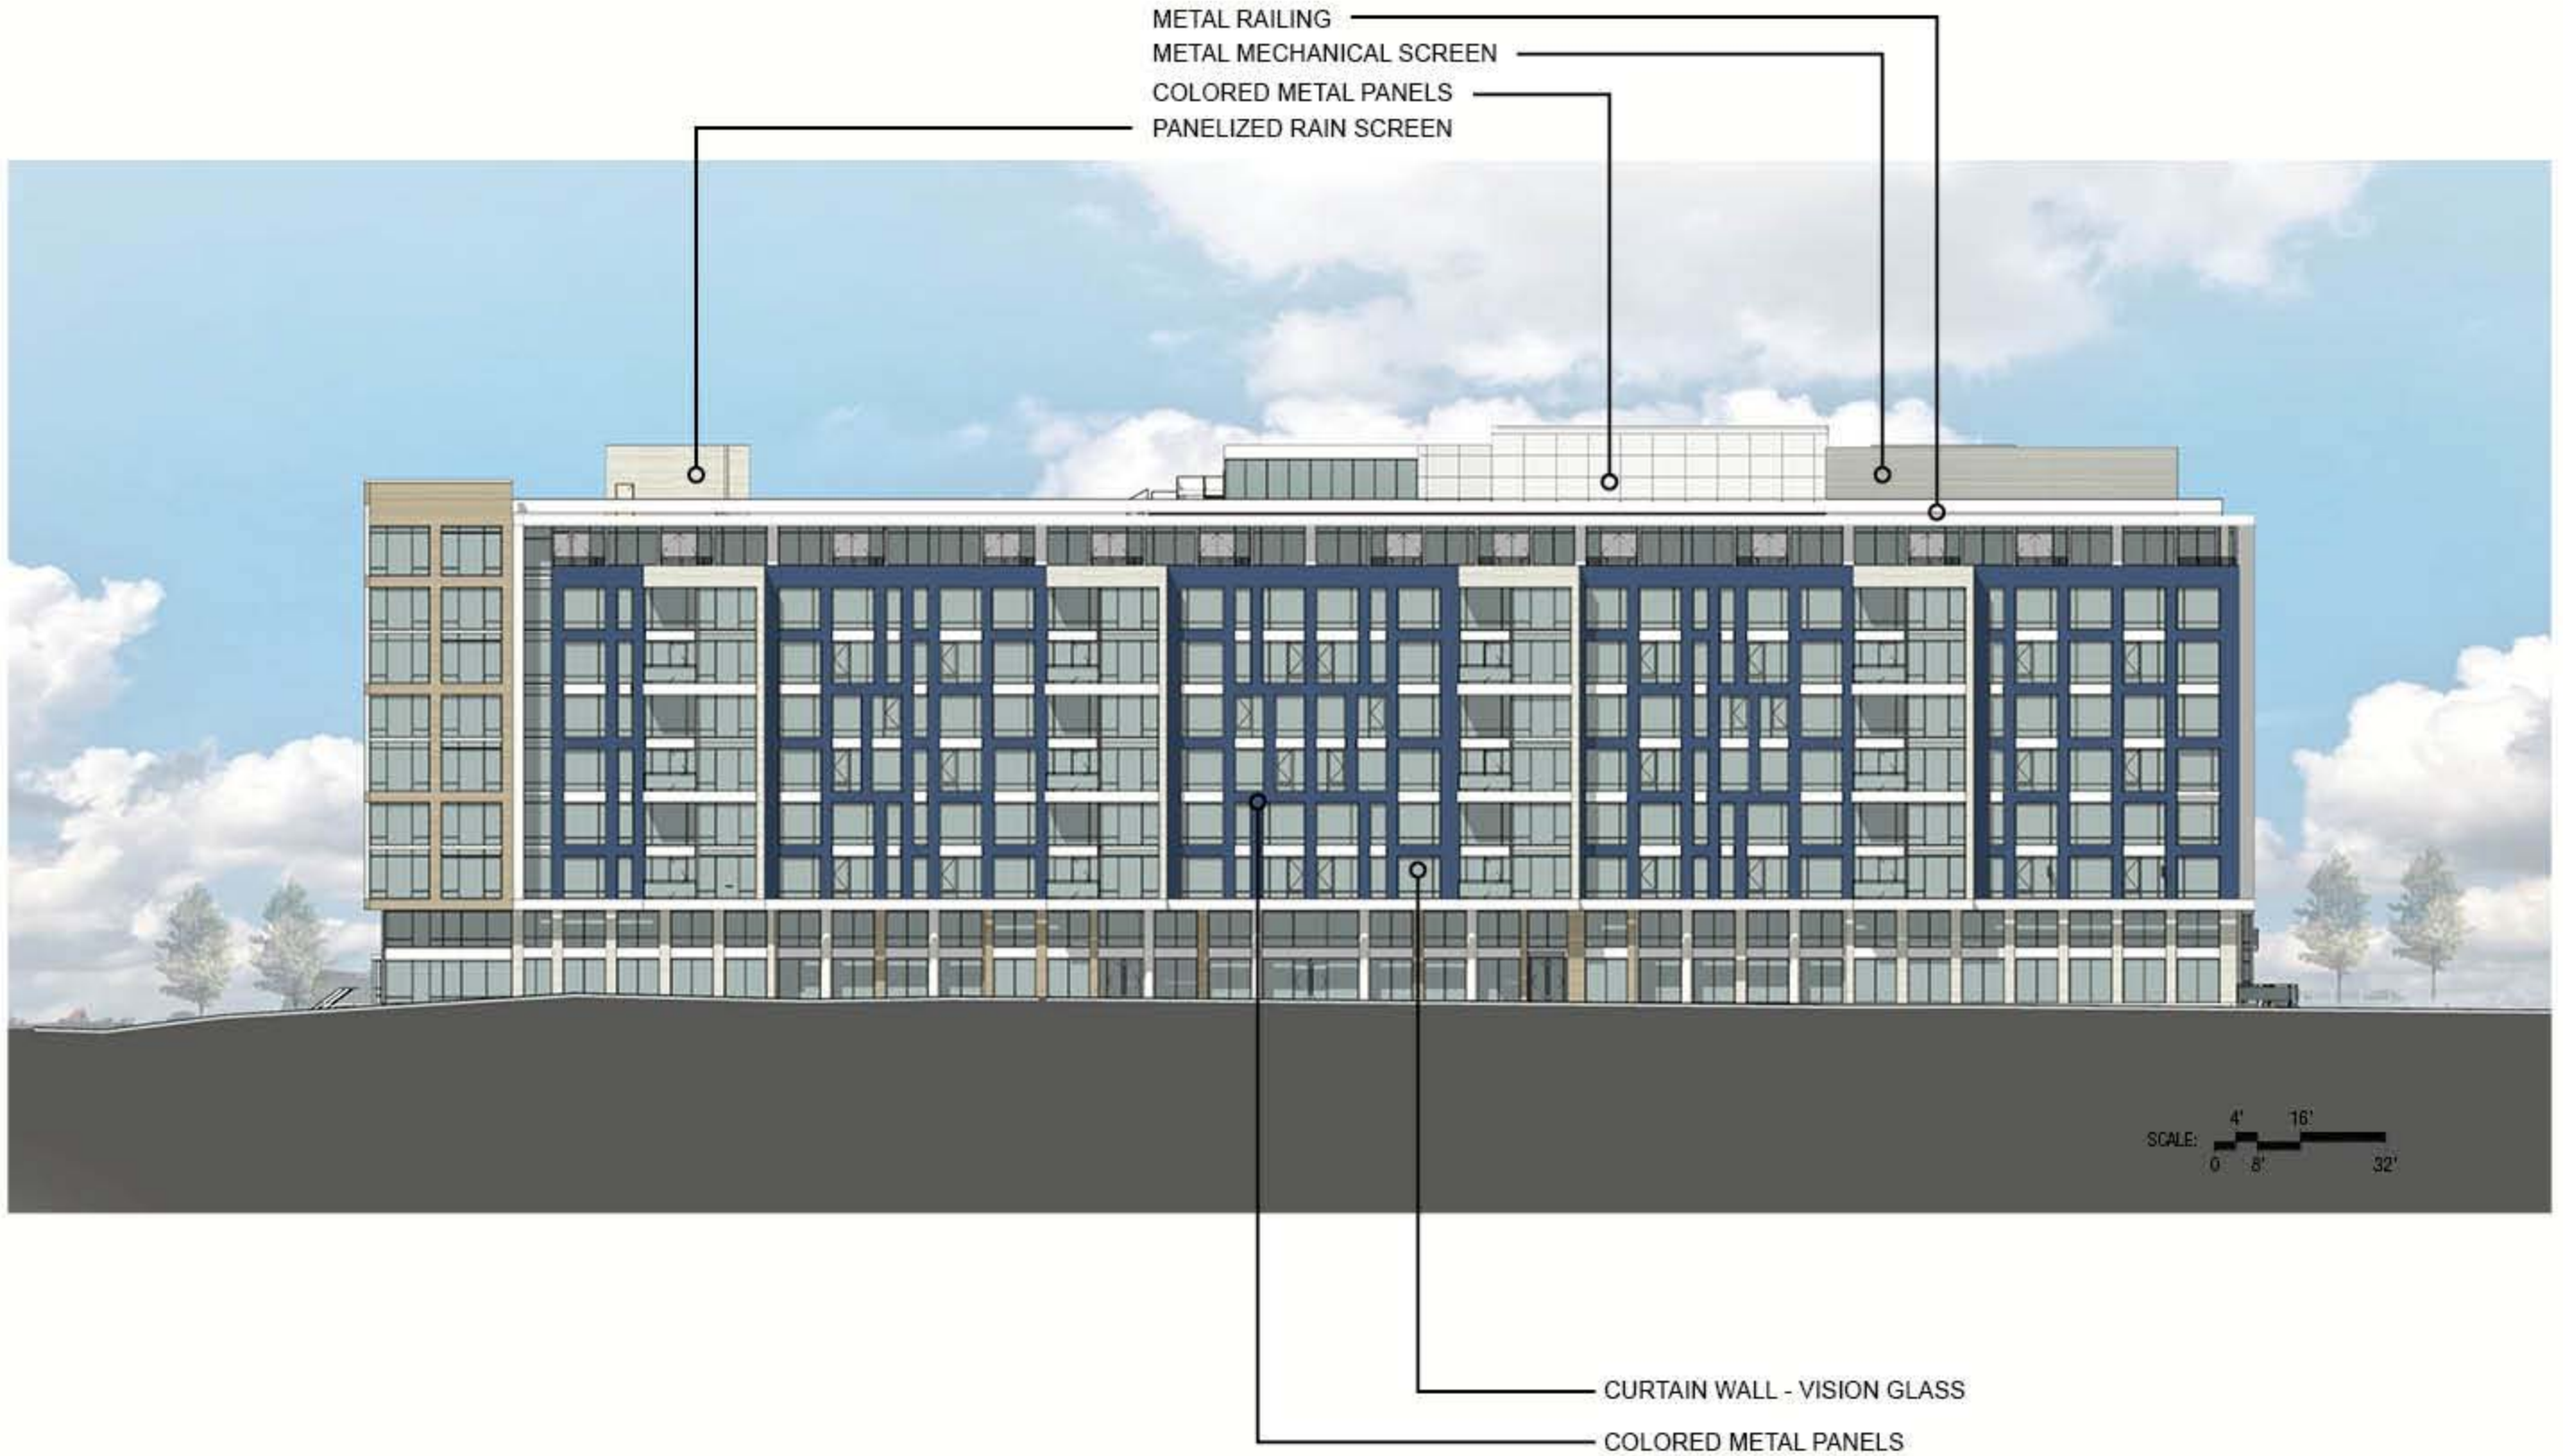 METAL RAILING
METAL MECHANICAL SCREEN
COLORED METAL PANELS
PANELIZED RAIN SCREEN
4' 16'
SCALE:
0 8' 32'
CURTAIN WALL - VISION GLASS
COLORED METAL PANELS